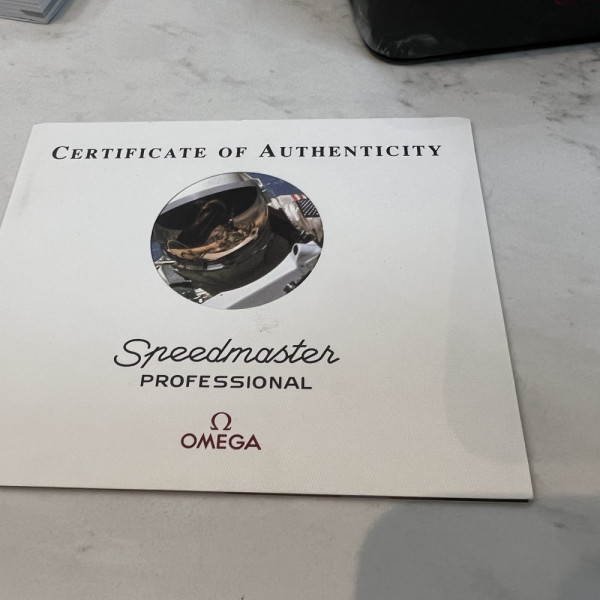 CERTIFICATE OF AUTHENTICITY
Speedmaster
PROFESSIONAL
Ω
OMEGA